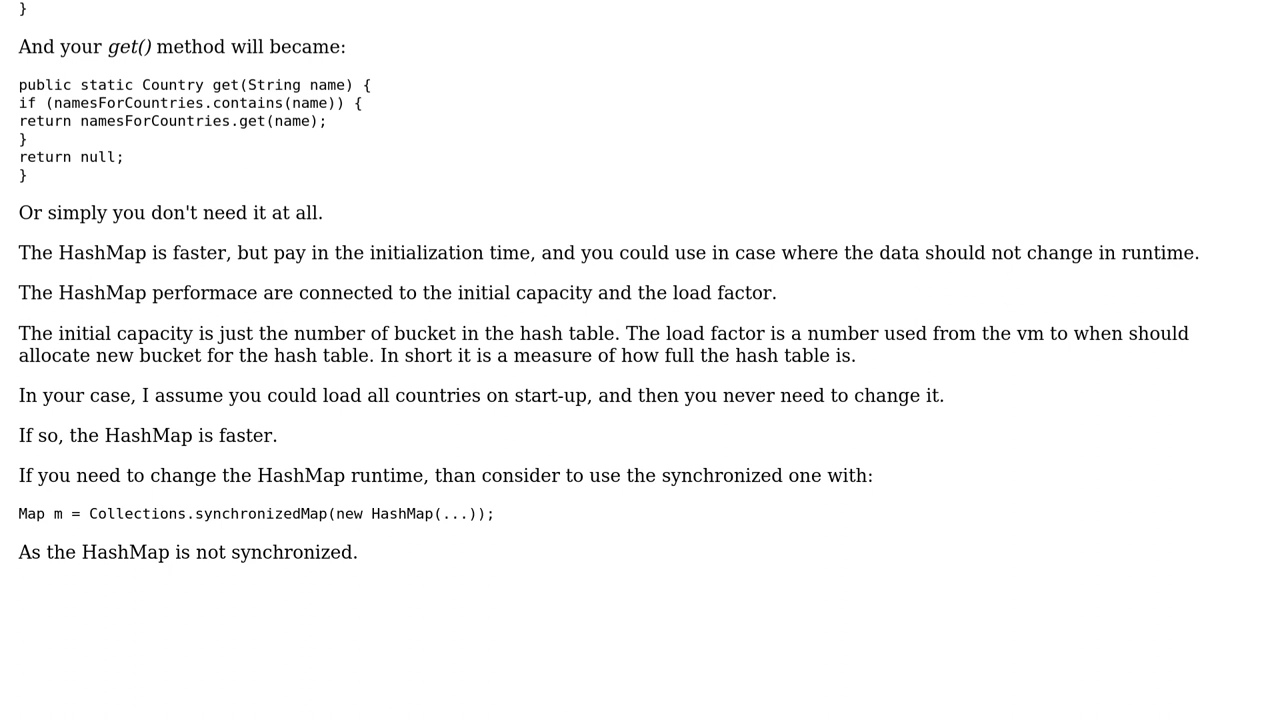 }
And your get() method will became:
public static Country get(String name) {
if (namesForCountries.contains(name)) {
return namesForCountries.get(name);
}
return null;
}
Or simply you don't need it at all.
The HashMap is faster, but pay in the initialization time, and you could use in case where the data should not change in runtime.
The HashMap performace are connected to the initial capacity and the load factor.
The initial capacity is just the number of bucket in the hash table. The load factor is a number used from the vm to when should
allocate new bucket for the hash table. In short it is a measure of how full the hash table is.
In your case, I assume you could load all countries on start-up, and then you never need to change it.
If so, the HashMap is faster.
If you need to change the HashMap runtime, than consider to use the synchronized one with:
Map m = Collections.synchronizedMap(new HashMap(...));
As the HashMap is not synchronized.